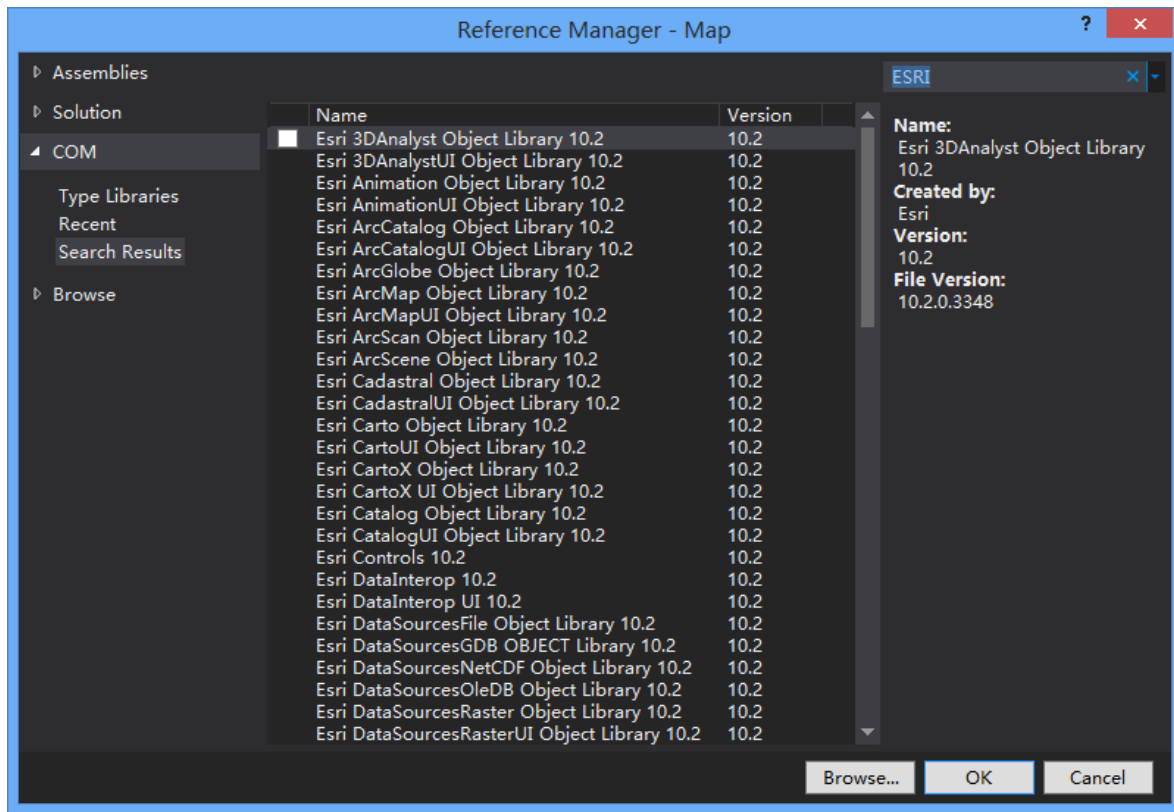 Reference Manager - Map
?
Assemblies
Solution
COM
Type Libraries
Recent
Search Results
Browse
Name Version
Esri 3DAnalyst Object Library 10.2 10.2
Esri 3DAnalystUI Object Library 10.2 10.2
Esri Animation Object Library 10.2 10.2
Esri AnimationUI Object Library 10.2 10.2
Esri ArcCatalog Object Library 10.2 10.2
Esri ArcCatalogUI Object Library 10.2 10.2
Esri ArcGlobe Object Library 10.2 10.2
Esri ArcMap Object Library 10.2 10.2
Esri ArcMapUI Object Library 10.2 10.2
Esri ArcScan Object Library 10.2 10.2
Esri ArcScene Object Library 10.2 10.2
Esri Cadastral Object Library 10.2 10.2
Esri CadastralUI Object Library 10.2 10.2
Esri Carto Object Library 10.2 10.2
Esri CartoUI Object Library 10.2 10.2
Esri CartoX Object Library 10.2 10.2
Esri CartoX UI Object Library 10.2 10.2
Esri Catalog Object Library 10.2 10.2
Esri CatalogUI Object Library 10.2 10.2
Esri Controls 10.2 10.2
Esri DataInterop 10.2 10.2
Esri DataInterop UI 10.2 10.2
Esri DataSourcesFile Object Library 10.2 10.2
Esri DataSourcesGDB OBJECT Library 10.2 10.2
Esri DataSourcesNetCDF Object Library 10.2 10.2
Esri DataSourcesOleDB Object Library 10.2 10.2
Esri DataSourcesRaster Object Library 10.2 10.2
Esri DataSourcesRasterUI Object Library 10.2 10.2
ESRI
Name:
Esri 3DAnalyst Object Library
10.2
Created by:
Esri
Version:
10.2
File Version:
10.2.0.3348
Browse... OK Cancel